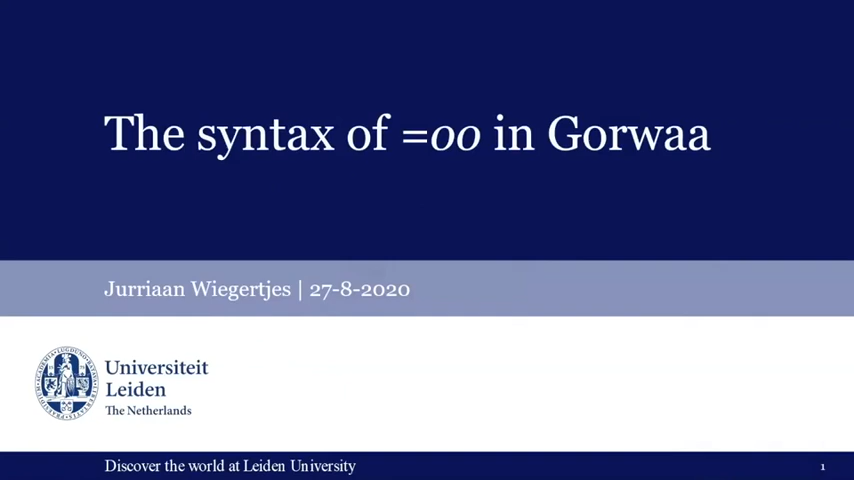 The syntax of =oo in Gorwaa
Jurriaan Wiegertjes | 27-8-2020
Universiteit
Leiden
The Netherlands
Discover the world at Leiden University
1